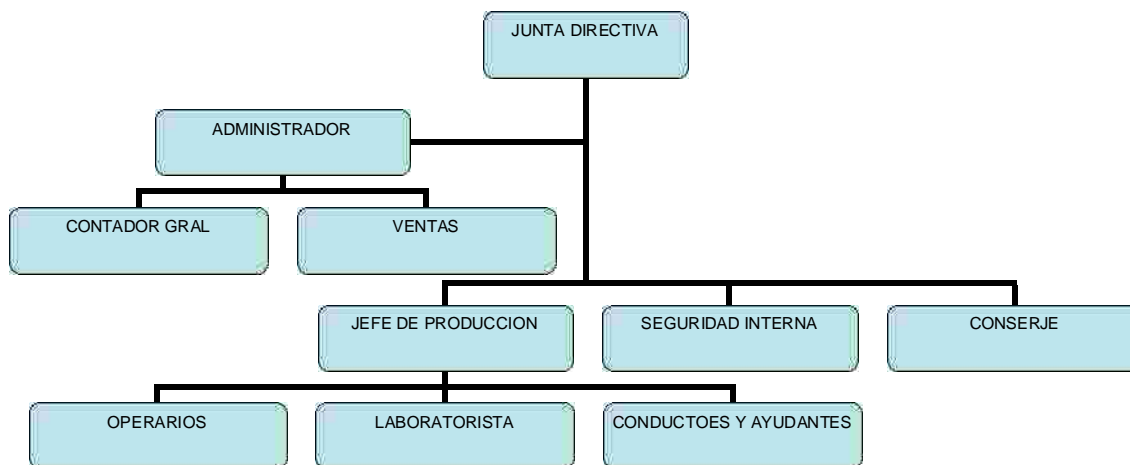 JUNTA DIRECTIVA
ADMINISTRADOR
CONTADOR GRAL
VENTAS
JEFE DE PRODUCCION
SEGURIDAD INTERNA
CONSERJE
OPERARIOS
LABORATORISTA
CONDUCTOES Y AYUDANTES